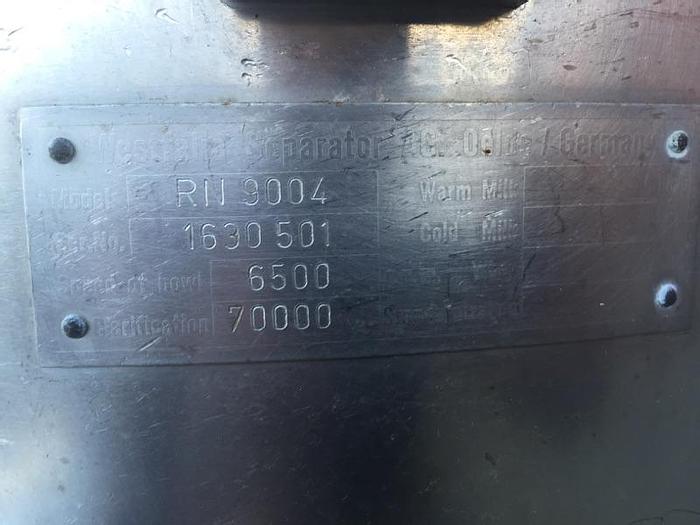 Westfalia Separator AG. Oelde / Germany
Model RN 9004 Warm Milk
Ser.No. 1630 501 Cold Milk
Speed of bowl 6500
Clarification 70000